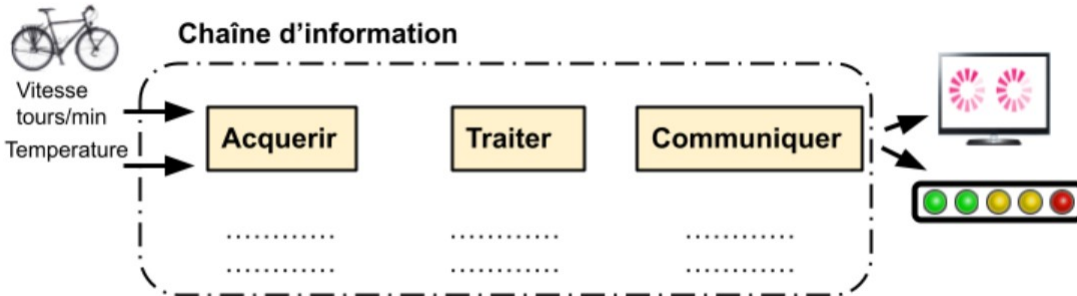 Chaîne d'information
Vitesse
tours/min
Temperature
Acquerir
Traiter
Communiquer